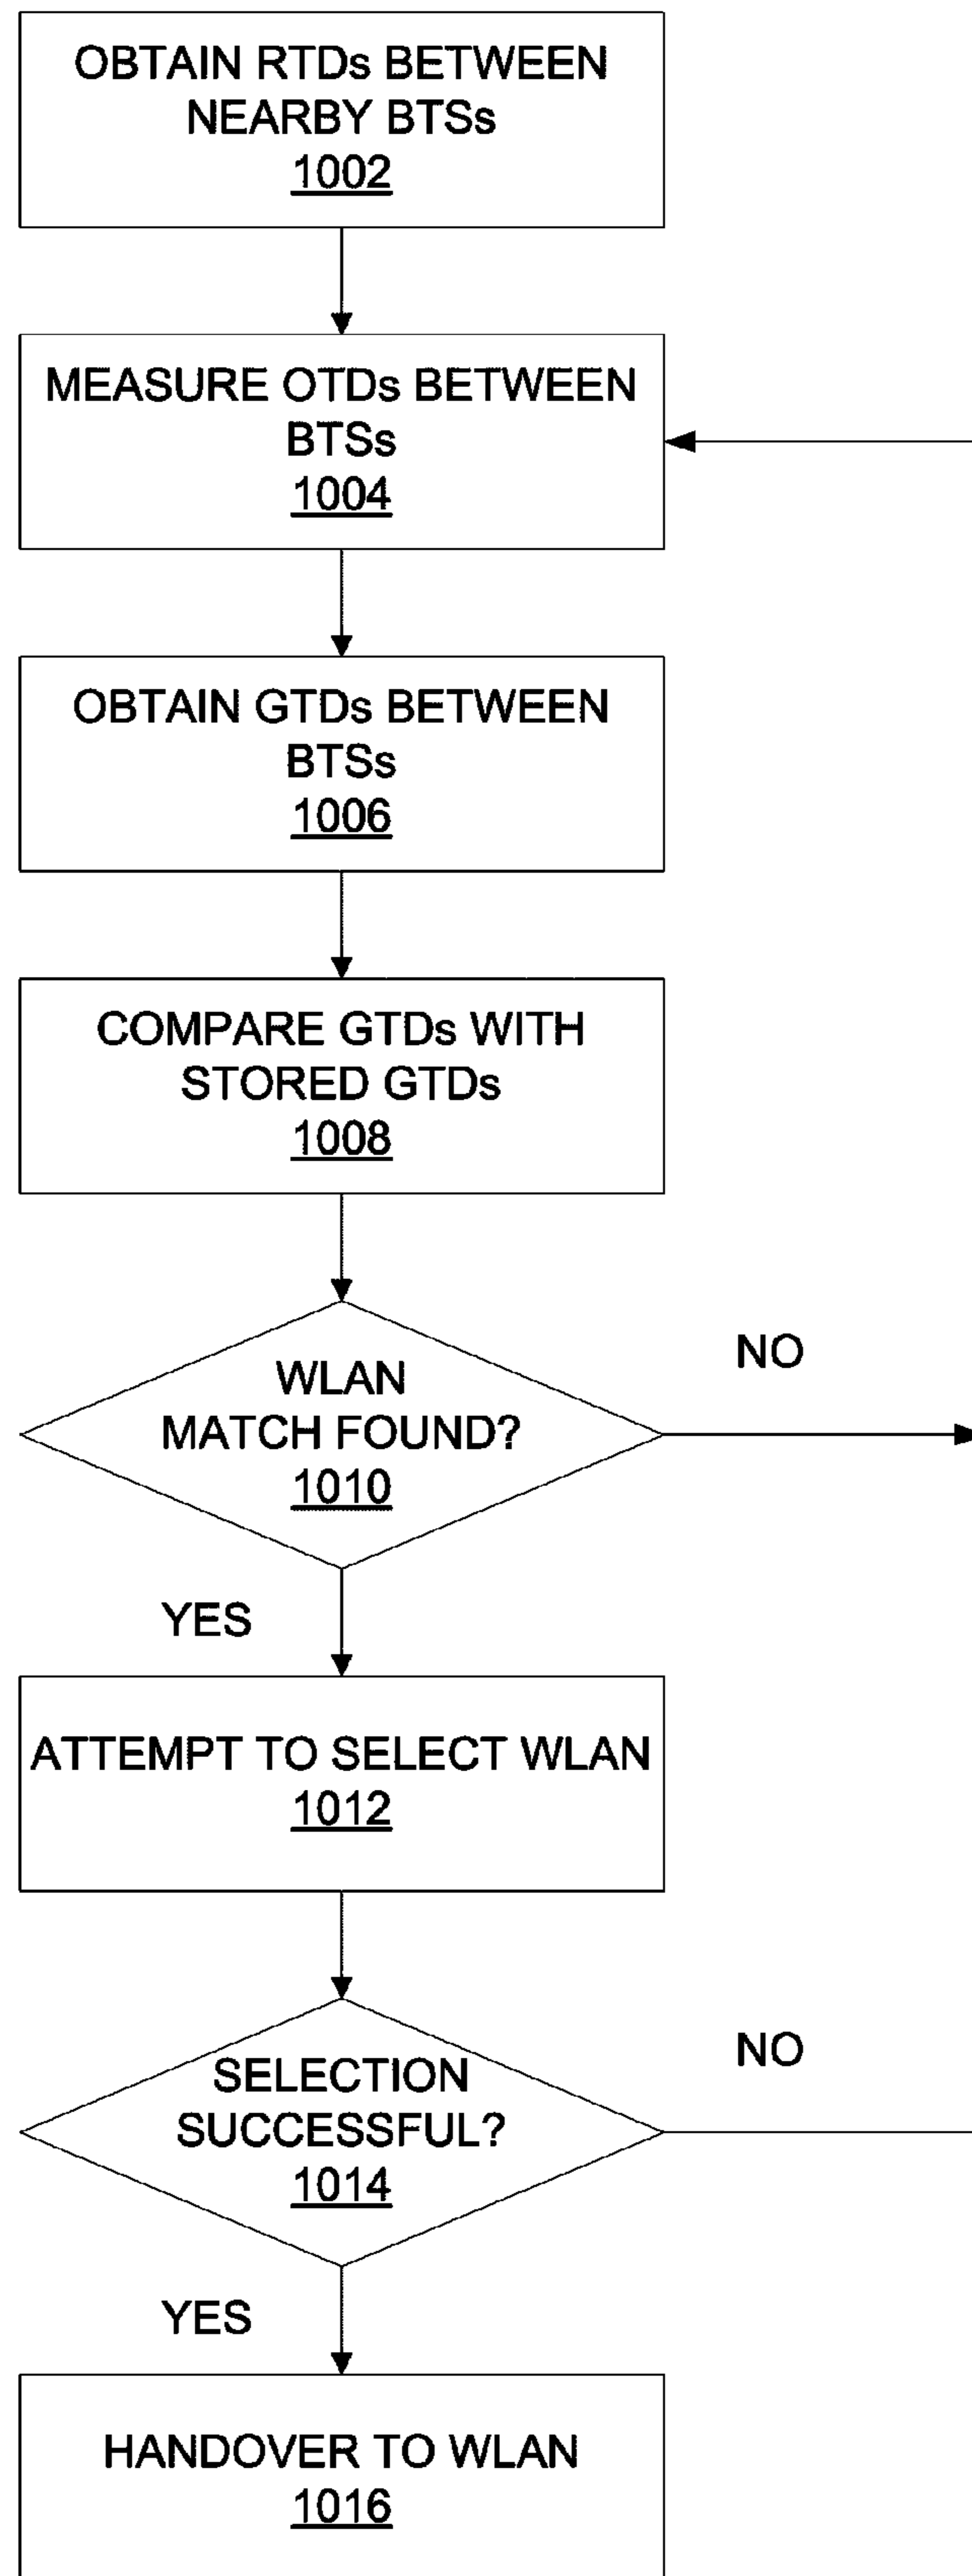 OBTAIN RTDs BETWEEN
NEARBY BTSs
1002
MEASURE OTDs BETWEEN
BTSs
1004
OBTAIN GTDs BETWEEN
BTSs
1006
COMPARE GTDs WITH
STORED GTDs
1008
WLAN
MATCH FOUND?
1010
NO
YES
ATTEMPT TO SELECT WLAN
1012
SELECTION
SUCCESSFUL?
1014
NO
YES
HANDOVER TO WLAN
1016